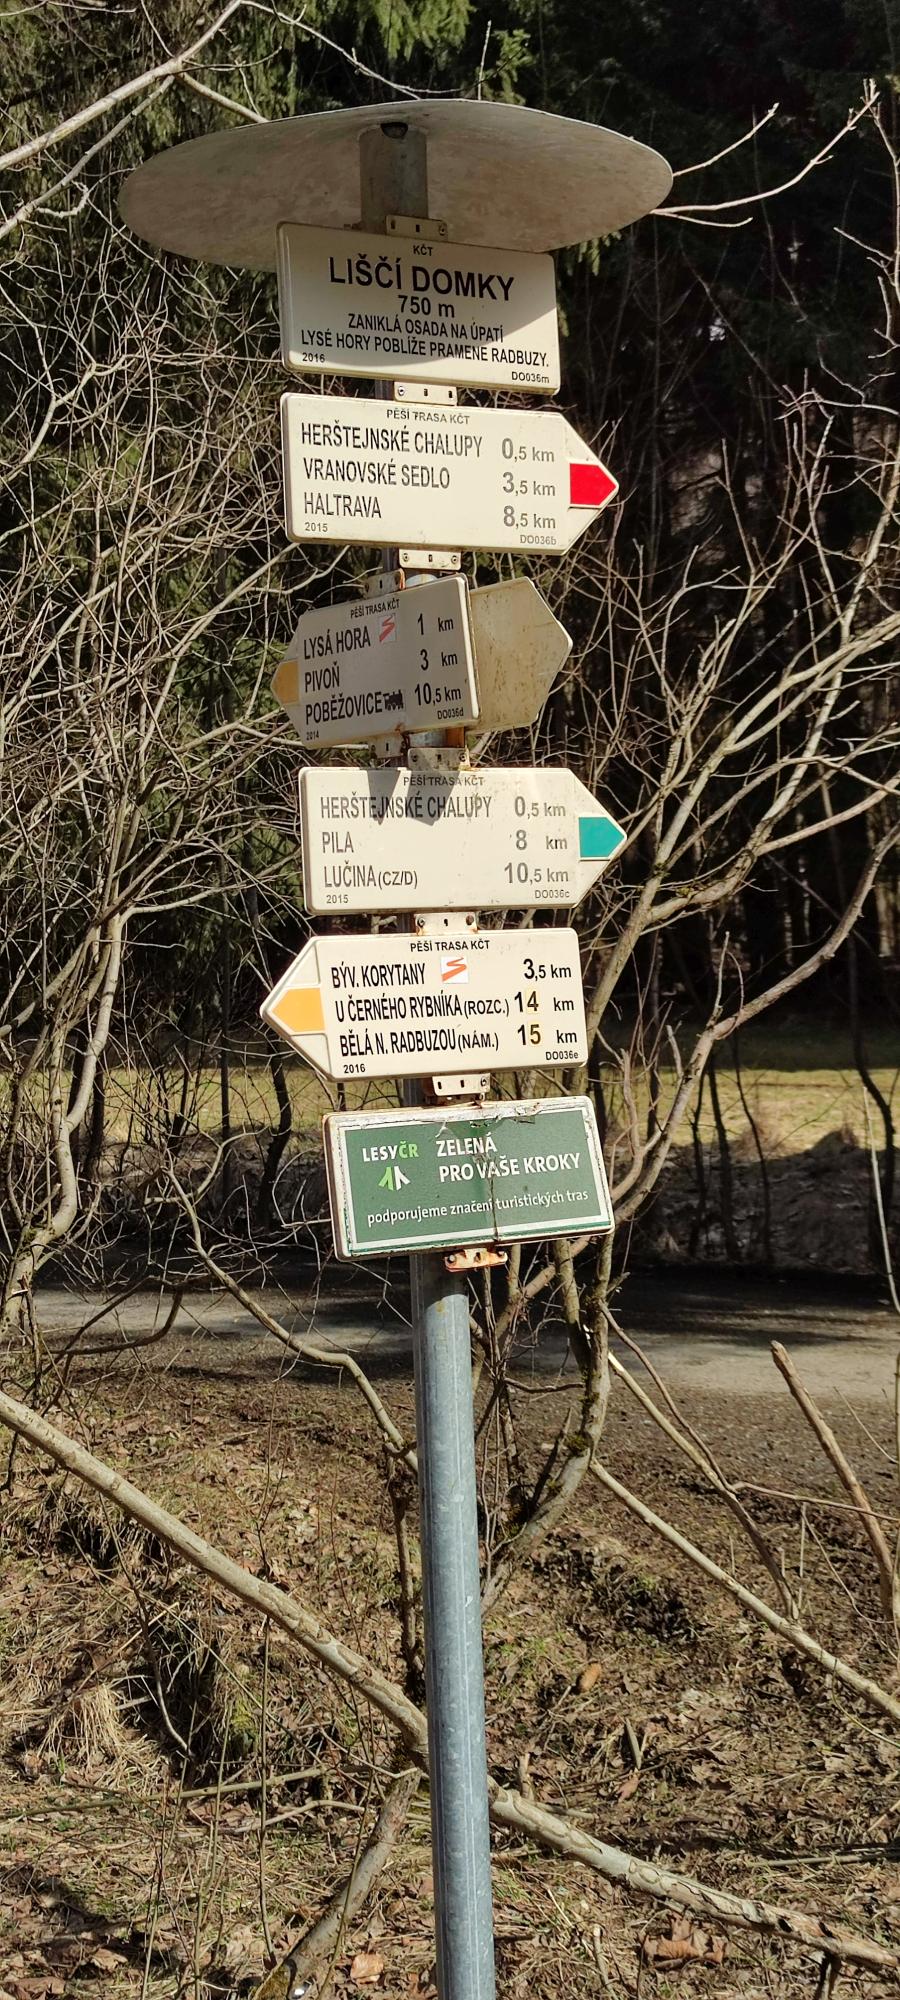 KČT
LIŠČÍ DOMKY
750 m
ZANIKLÁ OSADA NA ÚPATÍ
LYSÉ HORY POBLÍŽE PRAMENE RADBUZY.
2016 DO036m
PĚŠÍ TRASA KČT
HERŠTEJNSKÉ CHALUPY 0,5 km
VRANOVSKÉ SEDLO 3,5 km
HALTRAVA 8,5 km
2015 DO036b
PĚŠÍ TRASA KČT
LYSÁ HORA 1 km
PIVOŇ 3 km
POBĚŽOVICE 10,5 km
2014 DO036d
PĚŠÍ TRASA KČT
HERŠTEJNSKÉ CHALUPY 0,5 km
PILA 8 km
LUČINA (CZ/D) 10,5 km
2015 DO036c
PĚŠÍ TRASA KČT
BÝV. KORYTANY 3,5 km
U ČERNÉHO RYBNÍKA (ROZC.) 14 km
BĚLÁ N. RADBUZOU (NÁM.) 15 km
2016 DO036e
LESY ČR ZELENÁ
PRO VAŠE KROKY
podporujeme značení turistických tras